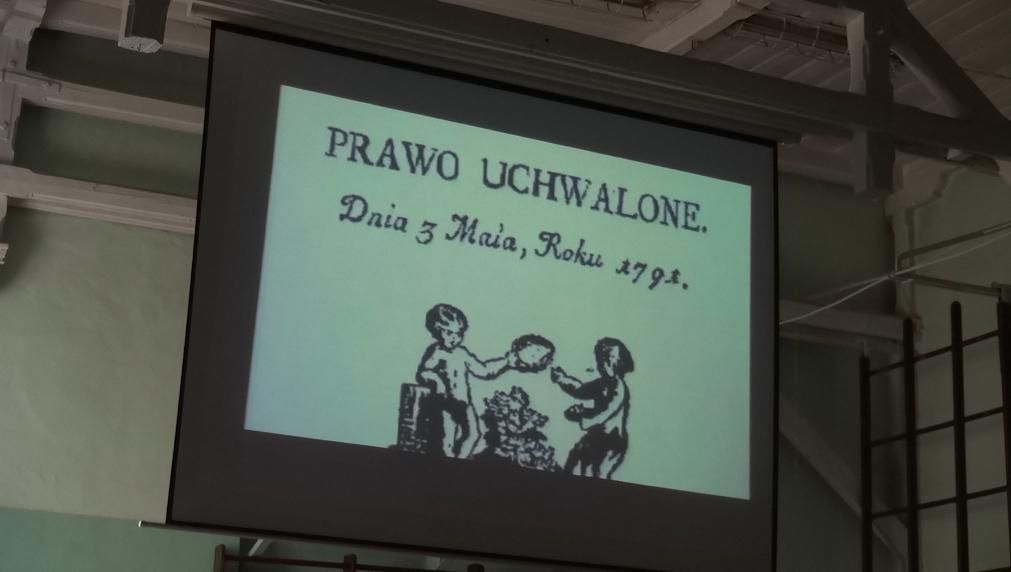 PRAWO UCHWALONE.
Dnia 3 Maia, Roku 1791.